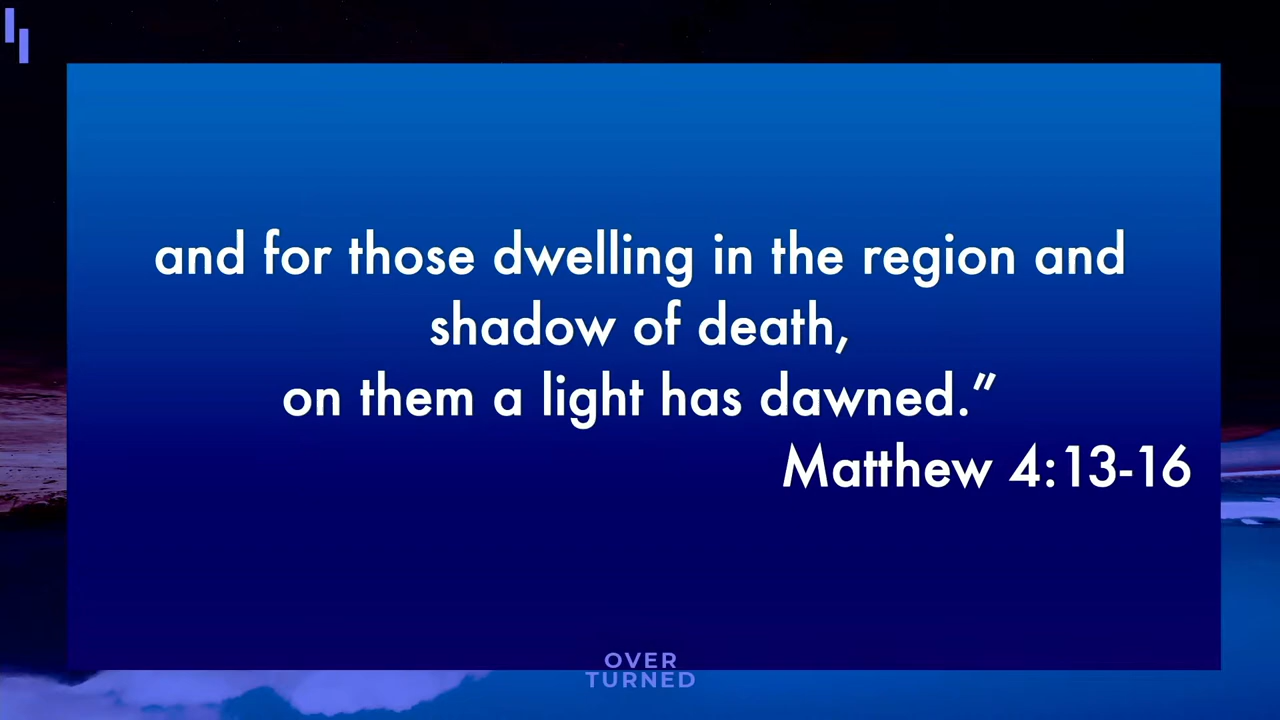 and for those dwelling in the region and
shadow of death,
on them a light has dawned.”
Matthew 4:13-16
OVER
TURNED